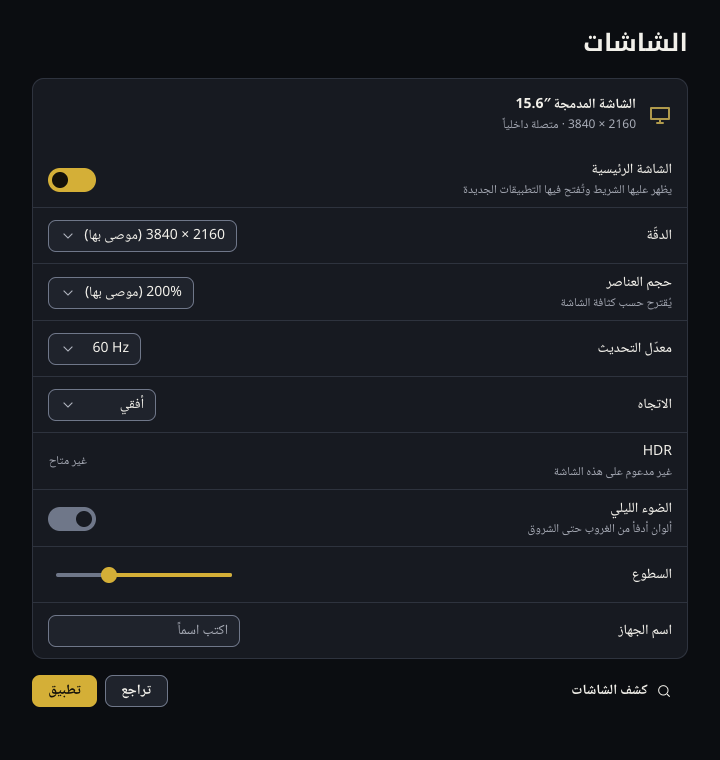 الشاشات
الشاشة المدمجة 15.6″
3840 × 2160 · متصلة داخلياً
الشاشة الرئيسية
يظهر عليها الشريط وتُفتح فيها التطبيقات الجديدة
الدقّة
3840 × 2160 (موصى بها)
حجم العناصر
يُقترح حسب كثافة الشاشة
200% (موصى بها)
معدّل التحديث
60 Hz
الاتجاه
أفقي
HDR
غير مدعوم على هذه الشاشة
غير متاح
الضوء الليلي
ألوان أدفأ من الغروب حتى الشروق
السطوع
اسم الجهاز
اكتب اسماً
كشف الشاشات
تراجع
تطبيق